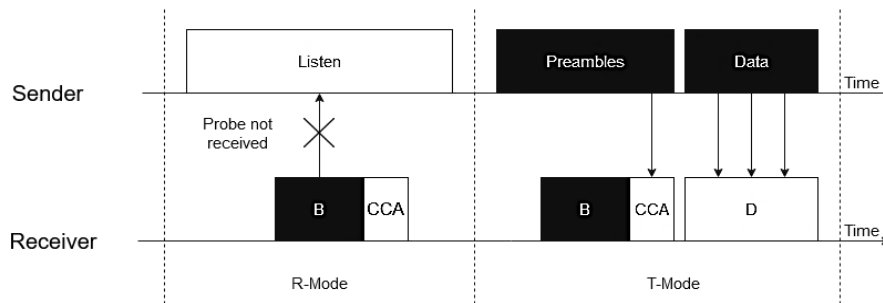 Listen
Preambles
Data
Sender
Time
Probe not
received
B
CCA
B
CCA
D
Receiver
Time
R-Mode
T-Mode